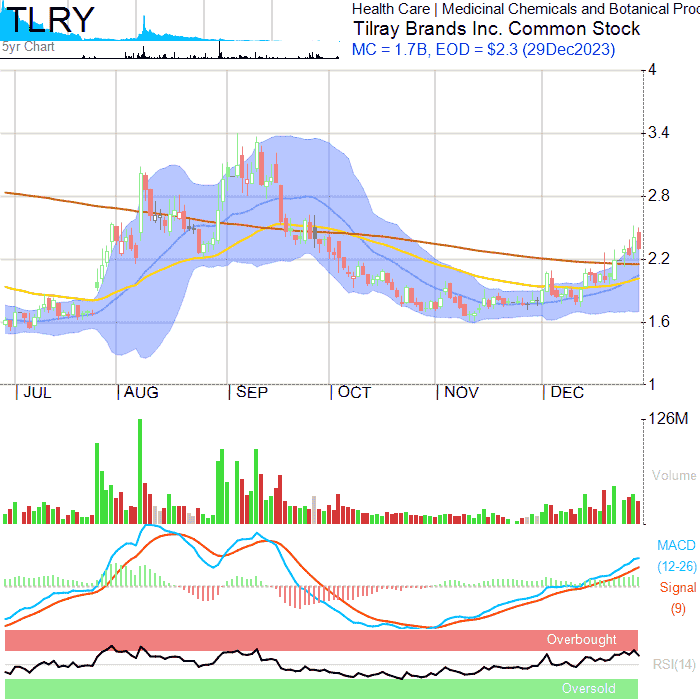 TLRY
5yr Chart
Health Care | Medicinal Chemicals and Botanical Proc
Tilray Brands Inc. Common Stock
MC = 1.7B, EOD = $2.3 (29Dec2023)
4
3.4
2.8
2.2
1.6
1
| JUL | AUG | SEP | OCT | NOV | DEC
126M
Volume
MACD
(12-26)
Signal
(9)
Overbought
RSI(14)
Oversold